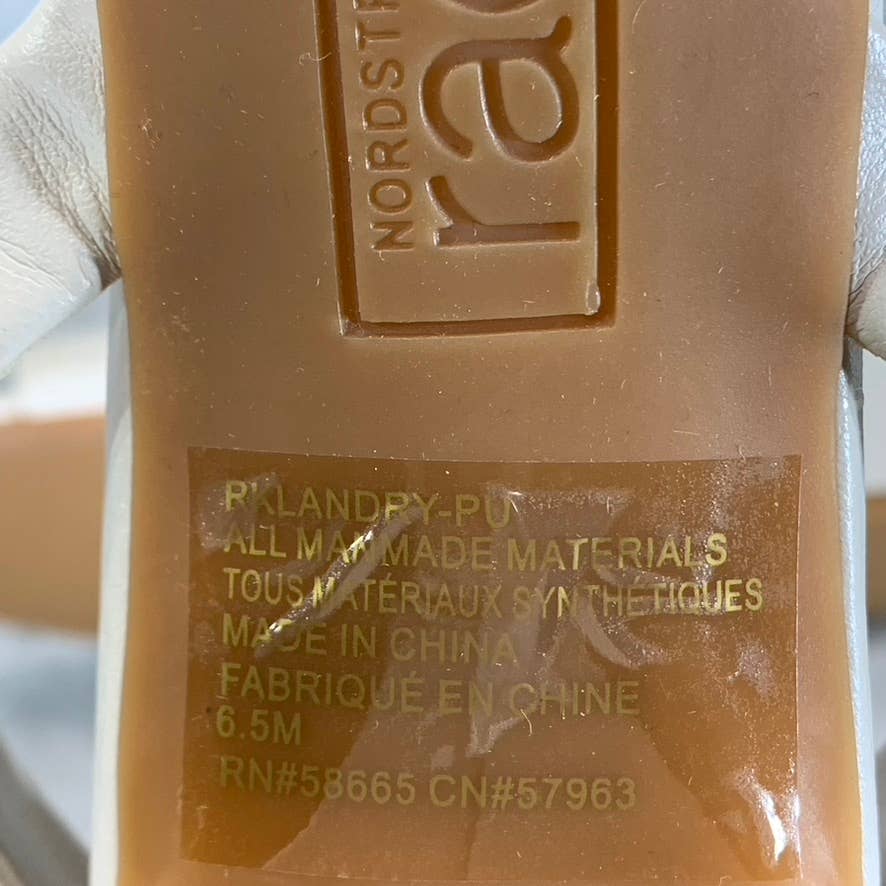 NORDSTR
ra
RKLANDRY-PU
ALL MANMADE MATERIALS
TOUS MATÉRIAUX SYNTHÉTIQUES
MADE IN CHINA
FABRIQUÉ EN CHINE
6.5M
RN#58665 CN#57963